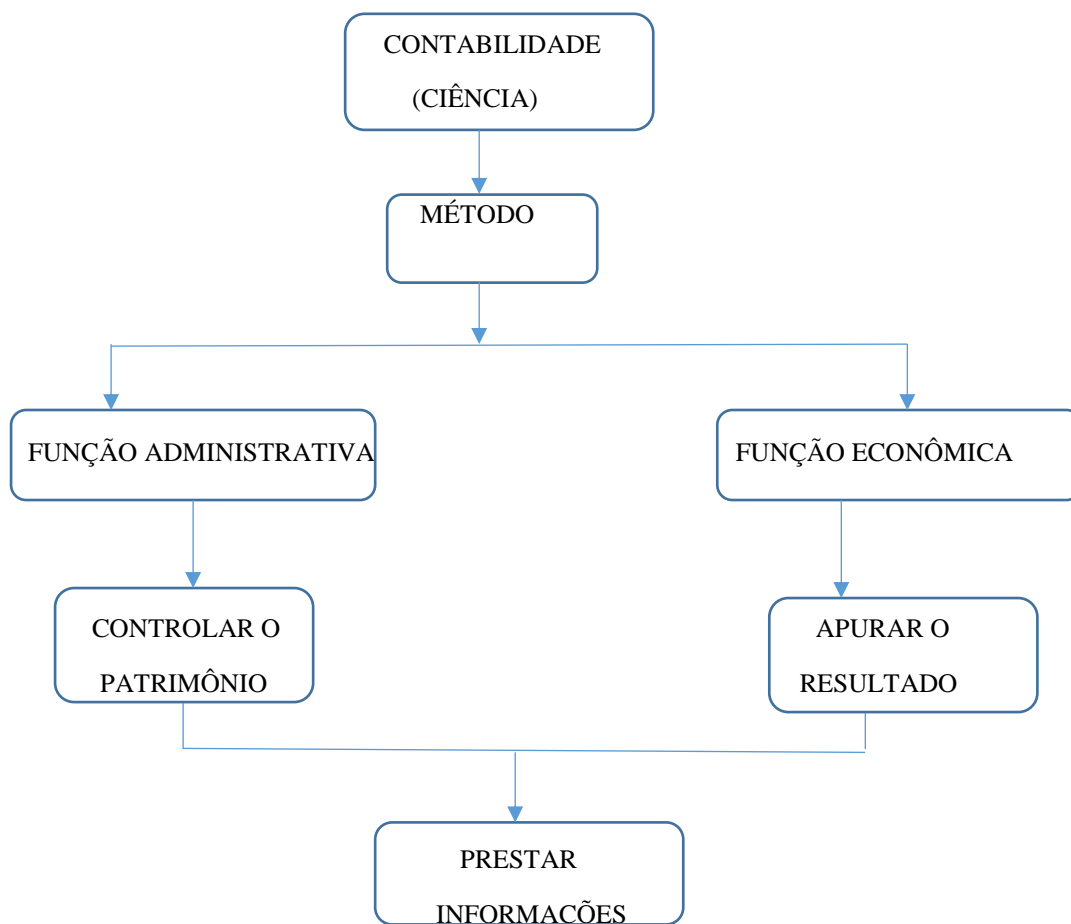 CONTABILIDADE
(CIÊNCIA)
MÉTODO
FUNÇÃO ADMINISTRATIVA
FUNÇÃO ECONÔMICA
CONTROLAR O
PATRIMÔNIO
APURAR O
RESULTADO
PRESTAR
INFORMAÇÕES